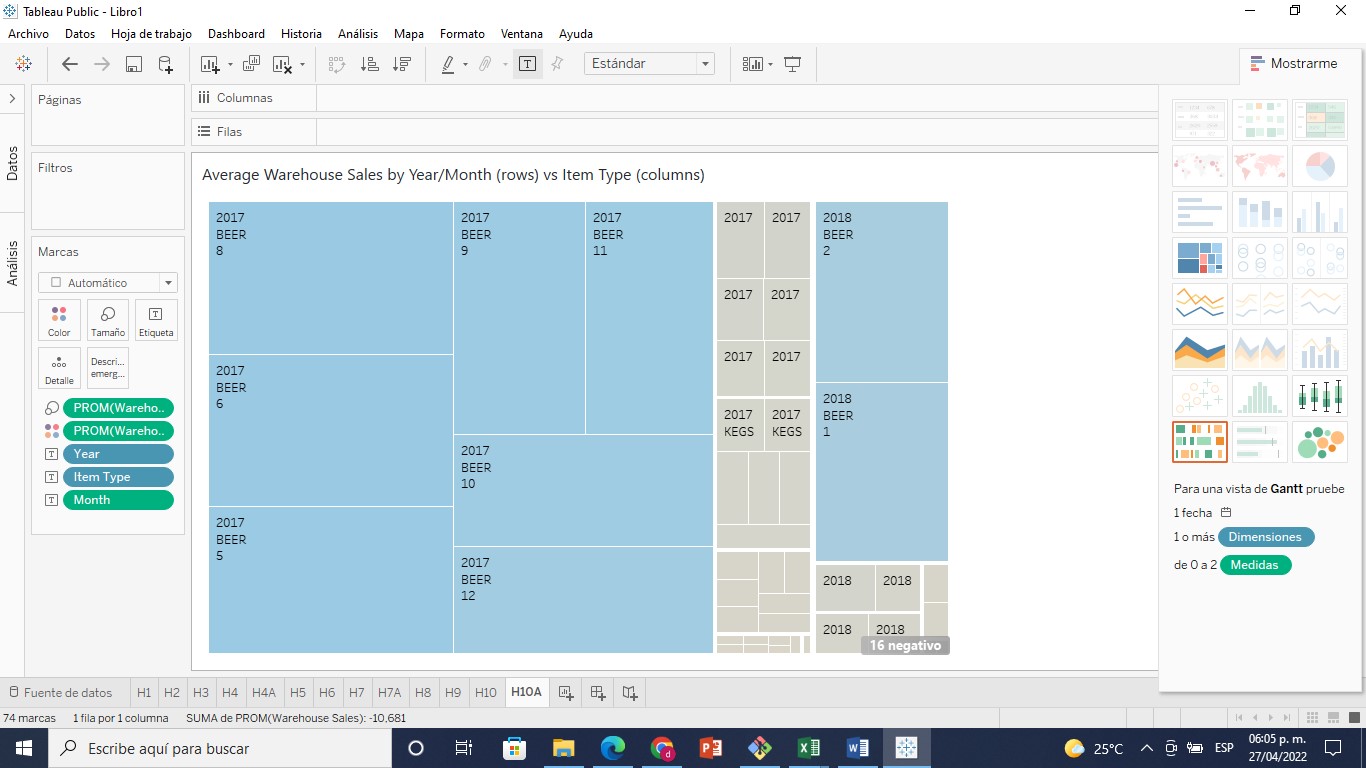 Tableau Public - Libro1
Archivo Datos Hoja de trabajo Dashboard Historia Análisis Mapa Formato Ventana Ayuda
Estándar
Mostrarme
Datos
Análisis
Páginas
Filtros
Marcas
Automático
Color Tamaño Etiqueta
Detalle
Descri...
emerg...
PROM(Wareho..
PROM(Wareho..
Year
Item Type
Month
Columnas
Filas
Average Warehouse Sales by Year/Month (rows) vs Item Type (columns)
2017
BEER
8
2017
BEER
6
2017
BEER
5
2017
BEER
9
2017
BEER
11
2017
BEER
10
2017
BEER
12
2017 2017
2017 2017
2017 2017
2017
KEGS
2017
KEGS
2018
BEER
2
2018
BEER
1
2018 2018
2018 2018
16 negativo
Para una vista de Gantt pruebe
1 fecha
1 o más Dimensiones
de 0 a 2 Medidas
Fuente de datos H1 H2 H3 H4 H4A H5 H6 H7 H7A H8 H9 H10 H10A
74 marcas 1 fila por 1 columna SUMA de PROM(Warehouse Sales): -10,681
Escribe aquí para buscar
25°C
ESP
06:05 p. m.
27/04/2022